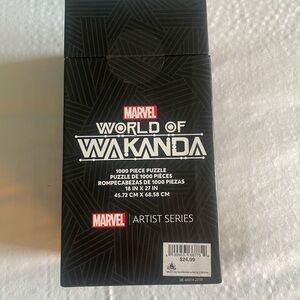 MARVEL
WORLD OF
WAKANDA
1000 PIECE PUZZLE
PUZZLE DE 1000 PIÈCES
ROMPECABEZAS DE 1000 PIEZAS
18 IN X 27 IN
45.72 CM X 68.58 CM
MARVEL | ARTIST SERIES
$24.99